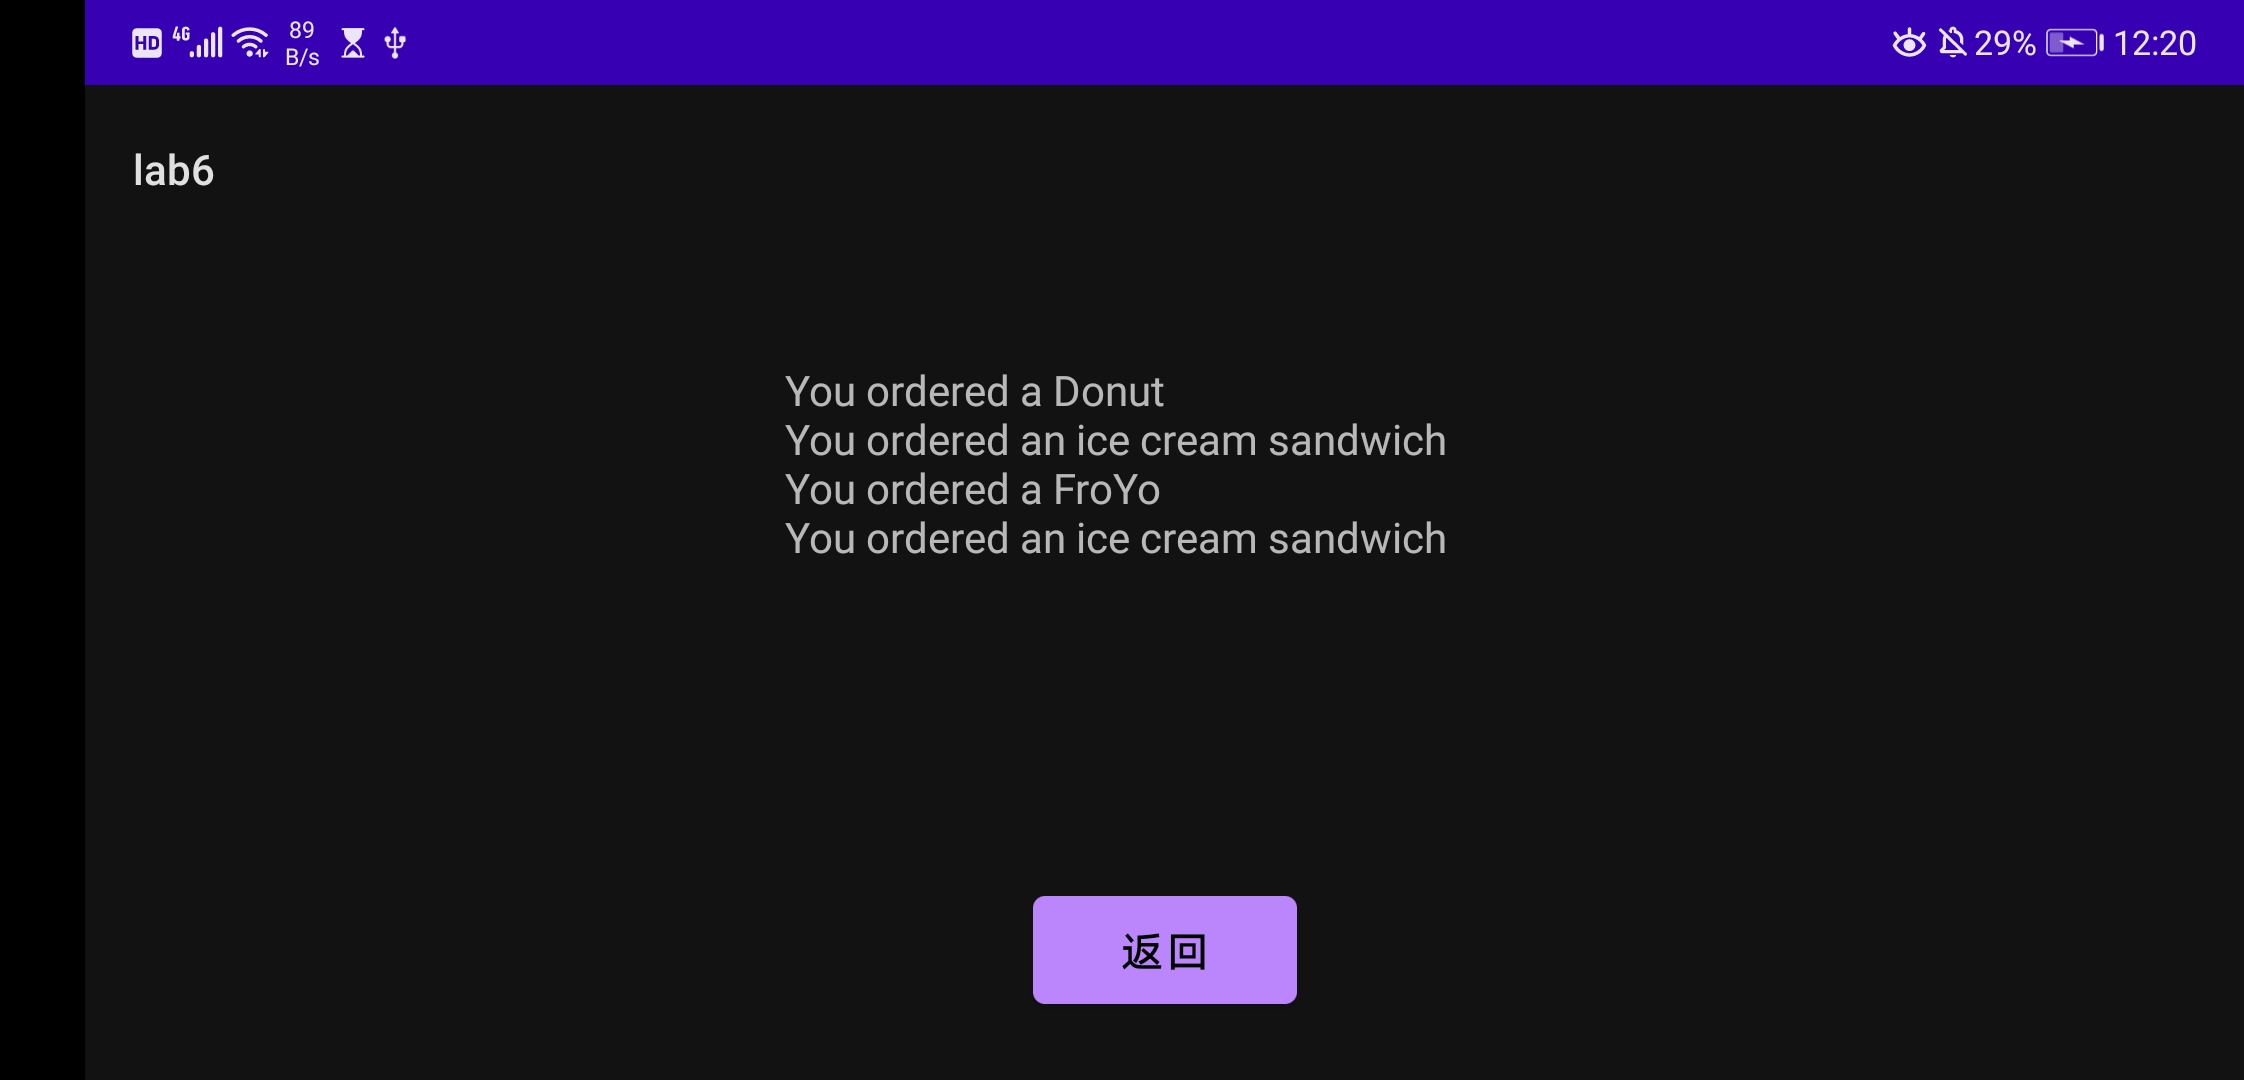 HD 4G 89 B/s 29% 12:20
lab6
You ordered a Donut
You ordered an ice cream sandwich
You ordered a FroYo
You ordered an ice cream sandwich
返回